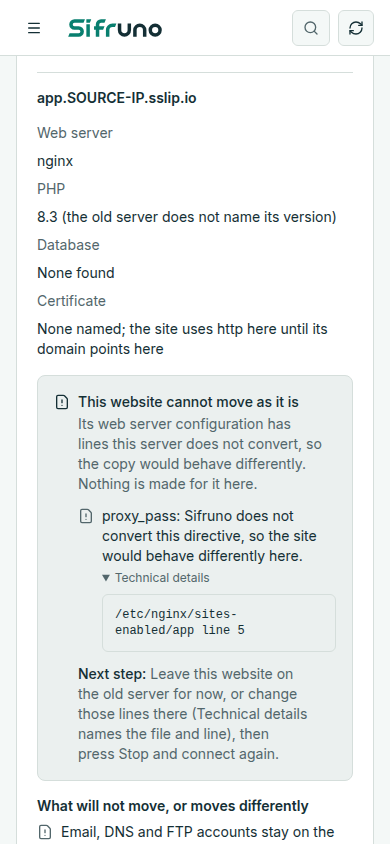 Sifruno
app.SOURCE-IP.sslip.io
Web server
nginx
PHP
8.3 (the old server does not name its version)
Database
None found
Certificate
None named; the site uses http here until its
domain points here
This website cannot move as it is
Its web server configuration has
lines this server does not convert, so
the copy would behave differently.
Nothing is made for it here.
proxy_pass: Sifruno does not
convert this directive, so the site
would behave differently here.
▼ Technical details
/etc/nginx/sites-
enabled/app line 5
Next step: Leave this website on
the old server for now, or change
those lines there (Technical details
names the file and line), then
press Stop and connect again.
What will not move, or moves differently
Email, DNS and FTP accounts stay on the